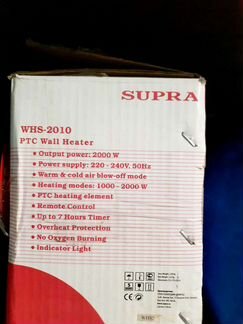 SUPRA
WHS-2010
PTC Wall Heater
• Output power: 2000 W
• Power supply: 220 - 240V, 50Hz
• Warm & cold air blow-off mode
• Heating modes: 1000 - 2000 W
• PTC heating element
• Remote Control
• Up to 7 Hours Timer
• Overheat Protection
• No Oxygen Burning
• Indicator Light